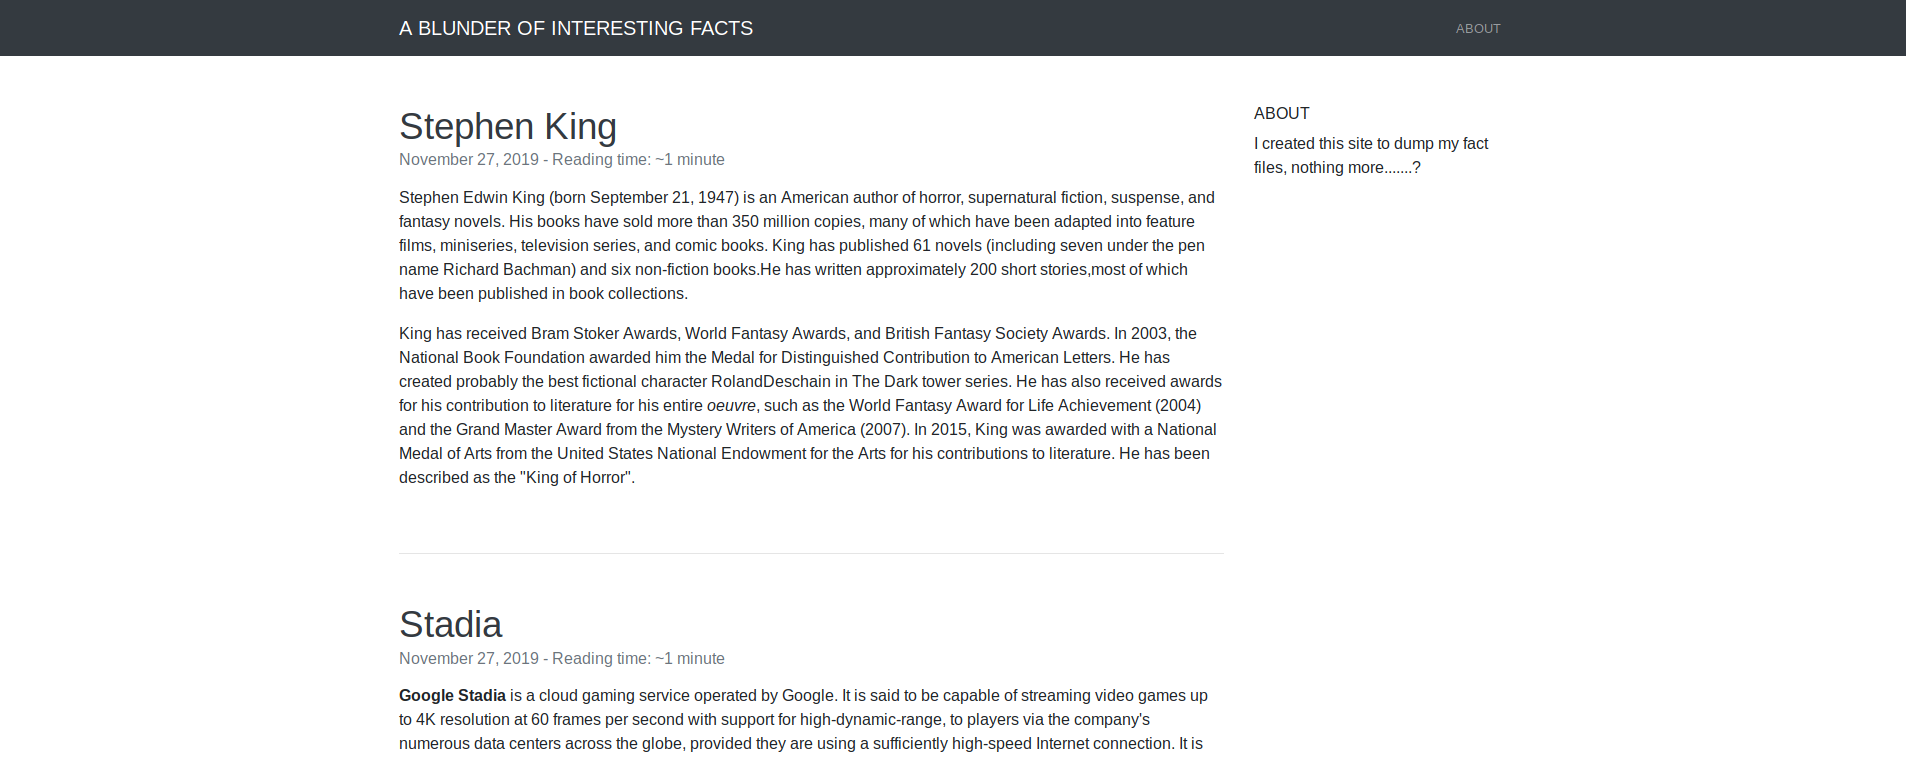 A BLUNDER OF INTERESTING FACTS
ABOUT
Stephen King
November 27, 2019 - Reading time: ~1 minute
Stephen Edwin King (born September 21, 1947) is an American author of horror, supernatural fiction, suspense, and
fantasy novels. His books have sold more than 350 million copies, many of which have been adapted into feature
films, miniseries, television series, and comic books. King has published 61 novels (including seven under the pen
name Richard Bachman) and six non-fiction books.He has written approximately 200 short stories,most of which
have been published in book collections.
King has received Bram Stoker Awards, World Fantasy Awards, and British Fantasy Society Awards. In 2003, the
National Book Foundation awarded him the Medal for Distinguished Contribution to American Letters. He has
created probably the best fictional character RolandDeschain in The Dark tower series. He has also received awards
for his contribution to literature for his entire oeuvre, such as the World Fantasy Award for Life Achievement (2004)
and the Grand Master Award from the Mystery Writers of America (2007). In 2015, King was awarded with a National
Medal of Arts from the United States National Endowment for the Arts for his contributions to literature. He has been
described as the "King of Horror".
Stadia
November 27, 2019 - Reading time: ~1 minute
Google Stadia is a cloud gaming service operated by Google. It is said to be capable of streaming video games up
to 4K resolution at 60 frames per second with support for high-dynamic-range, to players via the company's
numerous data centers across the globe, provided they are using a sufficiently high-speed Internet connection. It is
ABOUT
I created this site to dump my fact
files, nothing more.......?